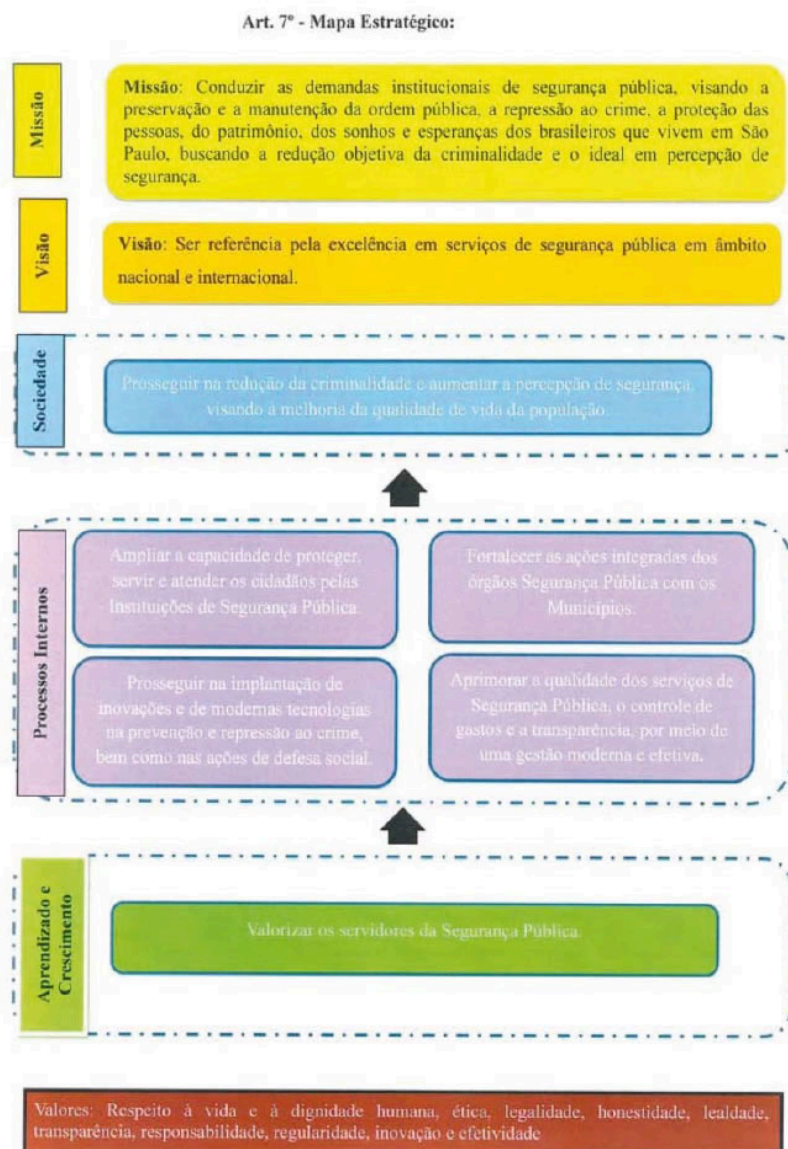 Art. 7º - Mapa Estratégico:
Missão
Missão: Conduzir as demandas institucionais de segurança pública, visando a
preservação e a manutenção da ordem pública, a repressão ao crime, a proteção das
pessoas, do patrimônio, dos sonhos e esperanças dos brasileiros que vivem em São
Paulo, buscando a redução objetiva da criminalidade e o ideal em percepção de
segurança.
Visão
Visão: Ser referência pela excelência em serviços de segurança pública em âmbito
nacional e internacional.
Sociedade
Prosseguir na redução da criminalidade e aumentar a percepção de segurança,
visando à melhoria da qualidade de vida da população.
Processos Internos
Ampliar a capacidade de proteger,
servir e atender os cidadãos pelas
Instituições de Segurança Pública.
Fortalecer as ações integradas dos
órgãos Segurança Pública com os
Municípios.
Prosseguir na implantação de
inovações e de modernas tecnologias
na prevenção e repressão ao crime,
bem como nas ações de defesa social.
Aprimorar a qualidade dos serviços de
Segurança Pública, o controle de
gastos e a transparência, por meio de
uma gestão moderna e efetiva.
Aprendizado e
Crescimento
Valorizar os servidores da Segurança Pública.
Valores: Respeito à vida e à dignidade humana, ética, legalidade, honestidade, lealdade,
transparência, responsabilidade, regularidade, inovação e efetividade